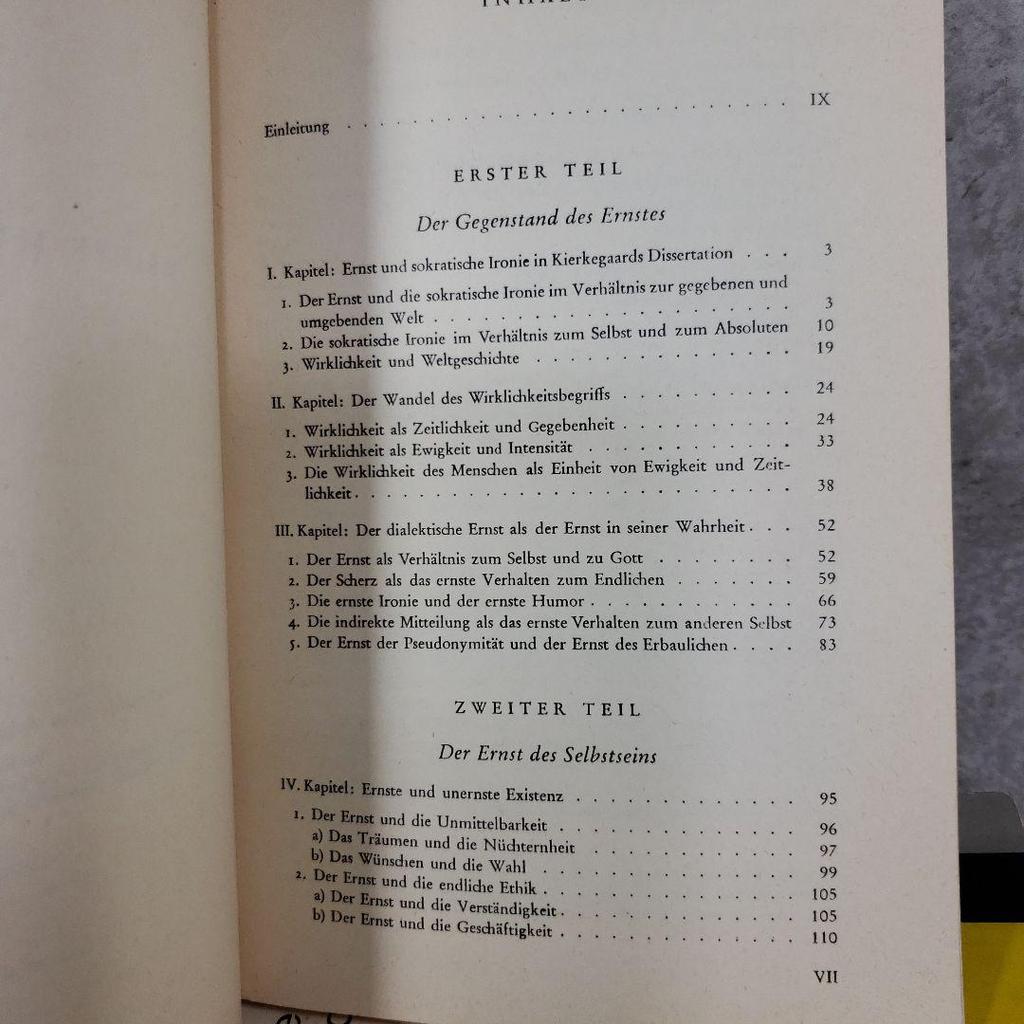 INHALT
Einleitung . . . . . . . . . . . . . . . . . . . . . . . . . IX
ERSTER TEIL
Der Gegenstand des Ernstes
I. Kapitel: Ernst und sokratische Ironie in Kierkegaards Dissertation . . . 3
1. Der Ernst und die sokratische Ironie im Verhältnis zur gegebenen und
umgebenden Welt . . . . . . . . . . . . . . . . . . . . 3
2. Die sokratische Ironie im Verhältnis zum Selbst und zum Absoluten 10
3. Wirklichkeit und Weltgeschichte . . . . . . . . . . . . . . 19
II. Kapitel: Der Wandel des Wirklichkeitsbegriffs . . . . . . . . . 24
1. Wirklichkeit als Zeitlichkeit und Gegebenheit . . . . . . . . . 24
2. Wirklichkeit als Ewigkeit und Intensität . . . . . . . . . . 33
3. Die Wirklichkeit des Menschen als Einheit von Ewigkeit und Zeit-
lichkeit . . . . . . . . . . . . . . . . . . . . . . . . 38
III. Kapitel: Der dialektische Ernst als der Ernst in seiner Wahrheit . . . 52
1. Der Ernst als Verhältnis zum Selbst und zu Gott . . . . . . . 52
2. Der Scherz als das ernste Verhalten zum Endlichen . . . . . . 59
3. Die ernste Ironie und der ernste Humor . . . . . . . . . . . 66
4. Die indirekte Mitteilung als das ernste Verhalten zum anderen Selbst 73
5. Der Ernst der Pseudonymität und der Ernst des Erbaulichen . . . . 83
ZWEITER TEIL
Der Ernst des Selbstseins
IV. Kapitel: Ernste und unernste Existenz . . . . . . . . . . . . 95
1. Der Ernst und die Unmittelbarkeit . . . . . . . . . . . . . 96
a) Das Träumen und die Nüchternheit . . . . . . . . . . . 97
b) Das Wünschen und die Wahl . . . . . . . . . . . . . . 99
2. Der Ernst und die endliche Ethik . . . . . . . . . . . . . 105
a) Der Ernst und die Verständigkeit . . . . . . . . . . . . 105
b) Der Ernst und die Geschäftigkeit . . . . . . . . . . . . 110
VII